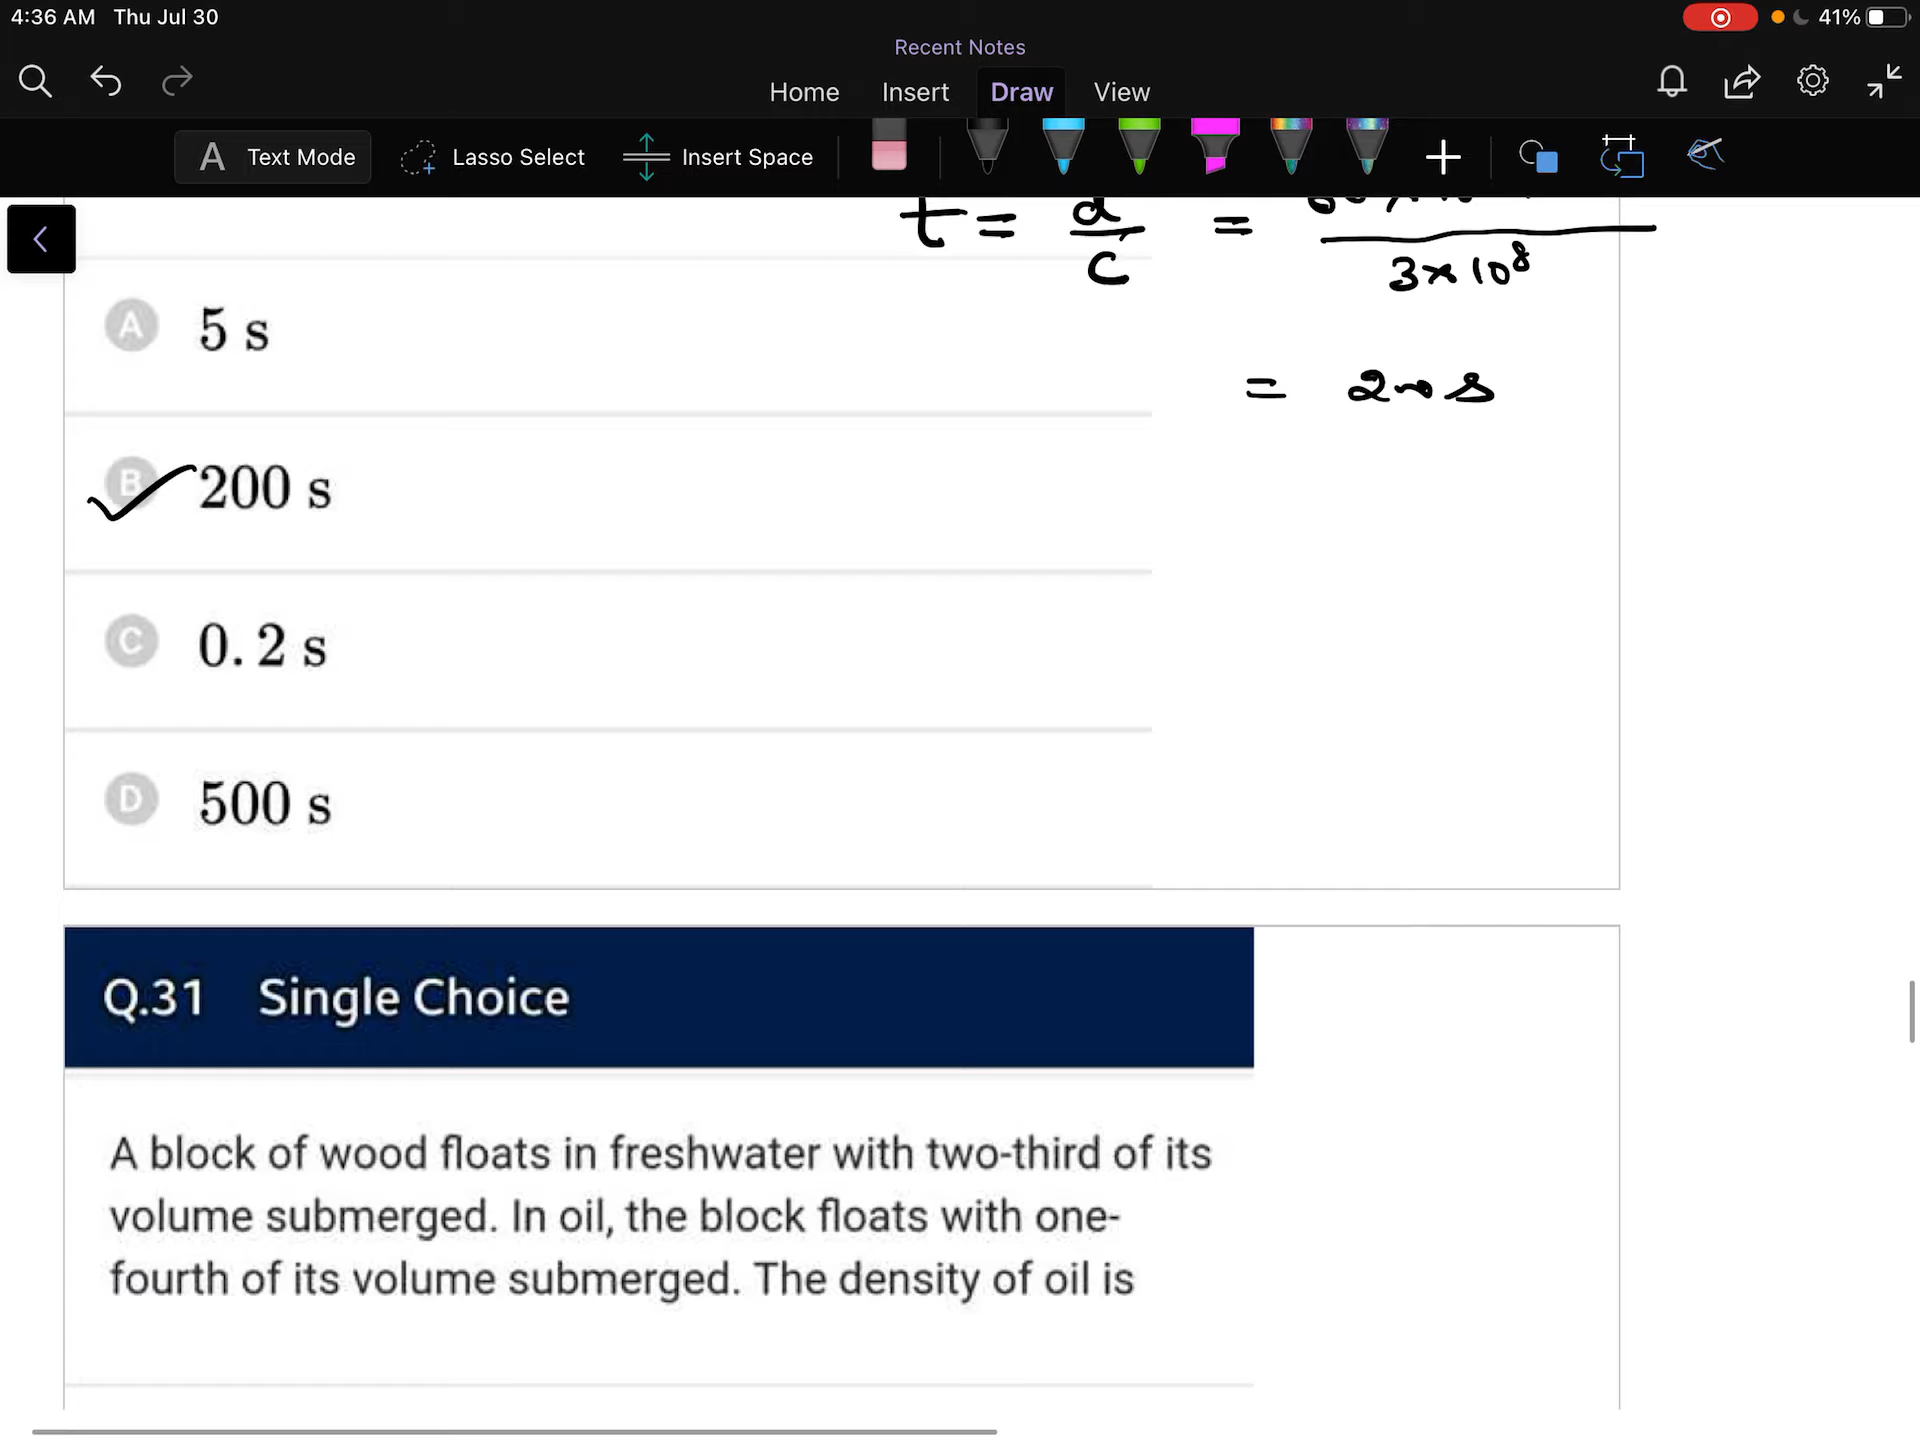 4:36 AM Thu Jul 30
41%
Recent Notes
Home Insert Draw View
A Text Mode Lasso Select Insert Space
t = d/c =
3 × 10⁸
A 5 s
= 200 s
B 200 s
C 0. 2 s
D 500 s
Q.31 Single Choice
A block of wood floats in freshwater with two-third of its
volume submerged. In oil, the block floats with one-
fourth of its volume submerged. The density of oil is